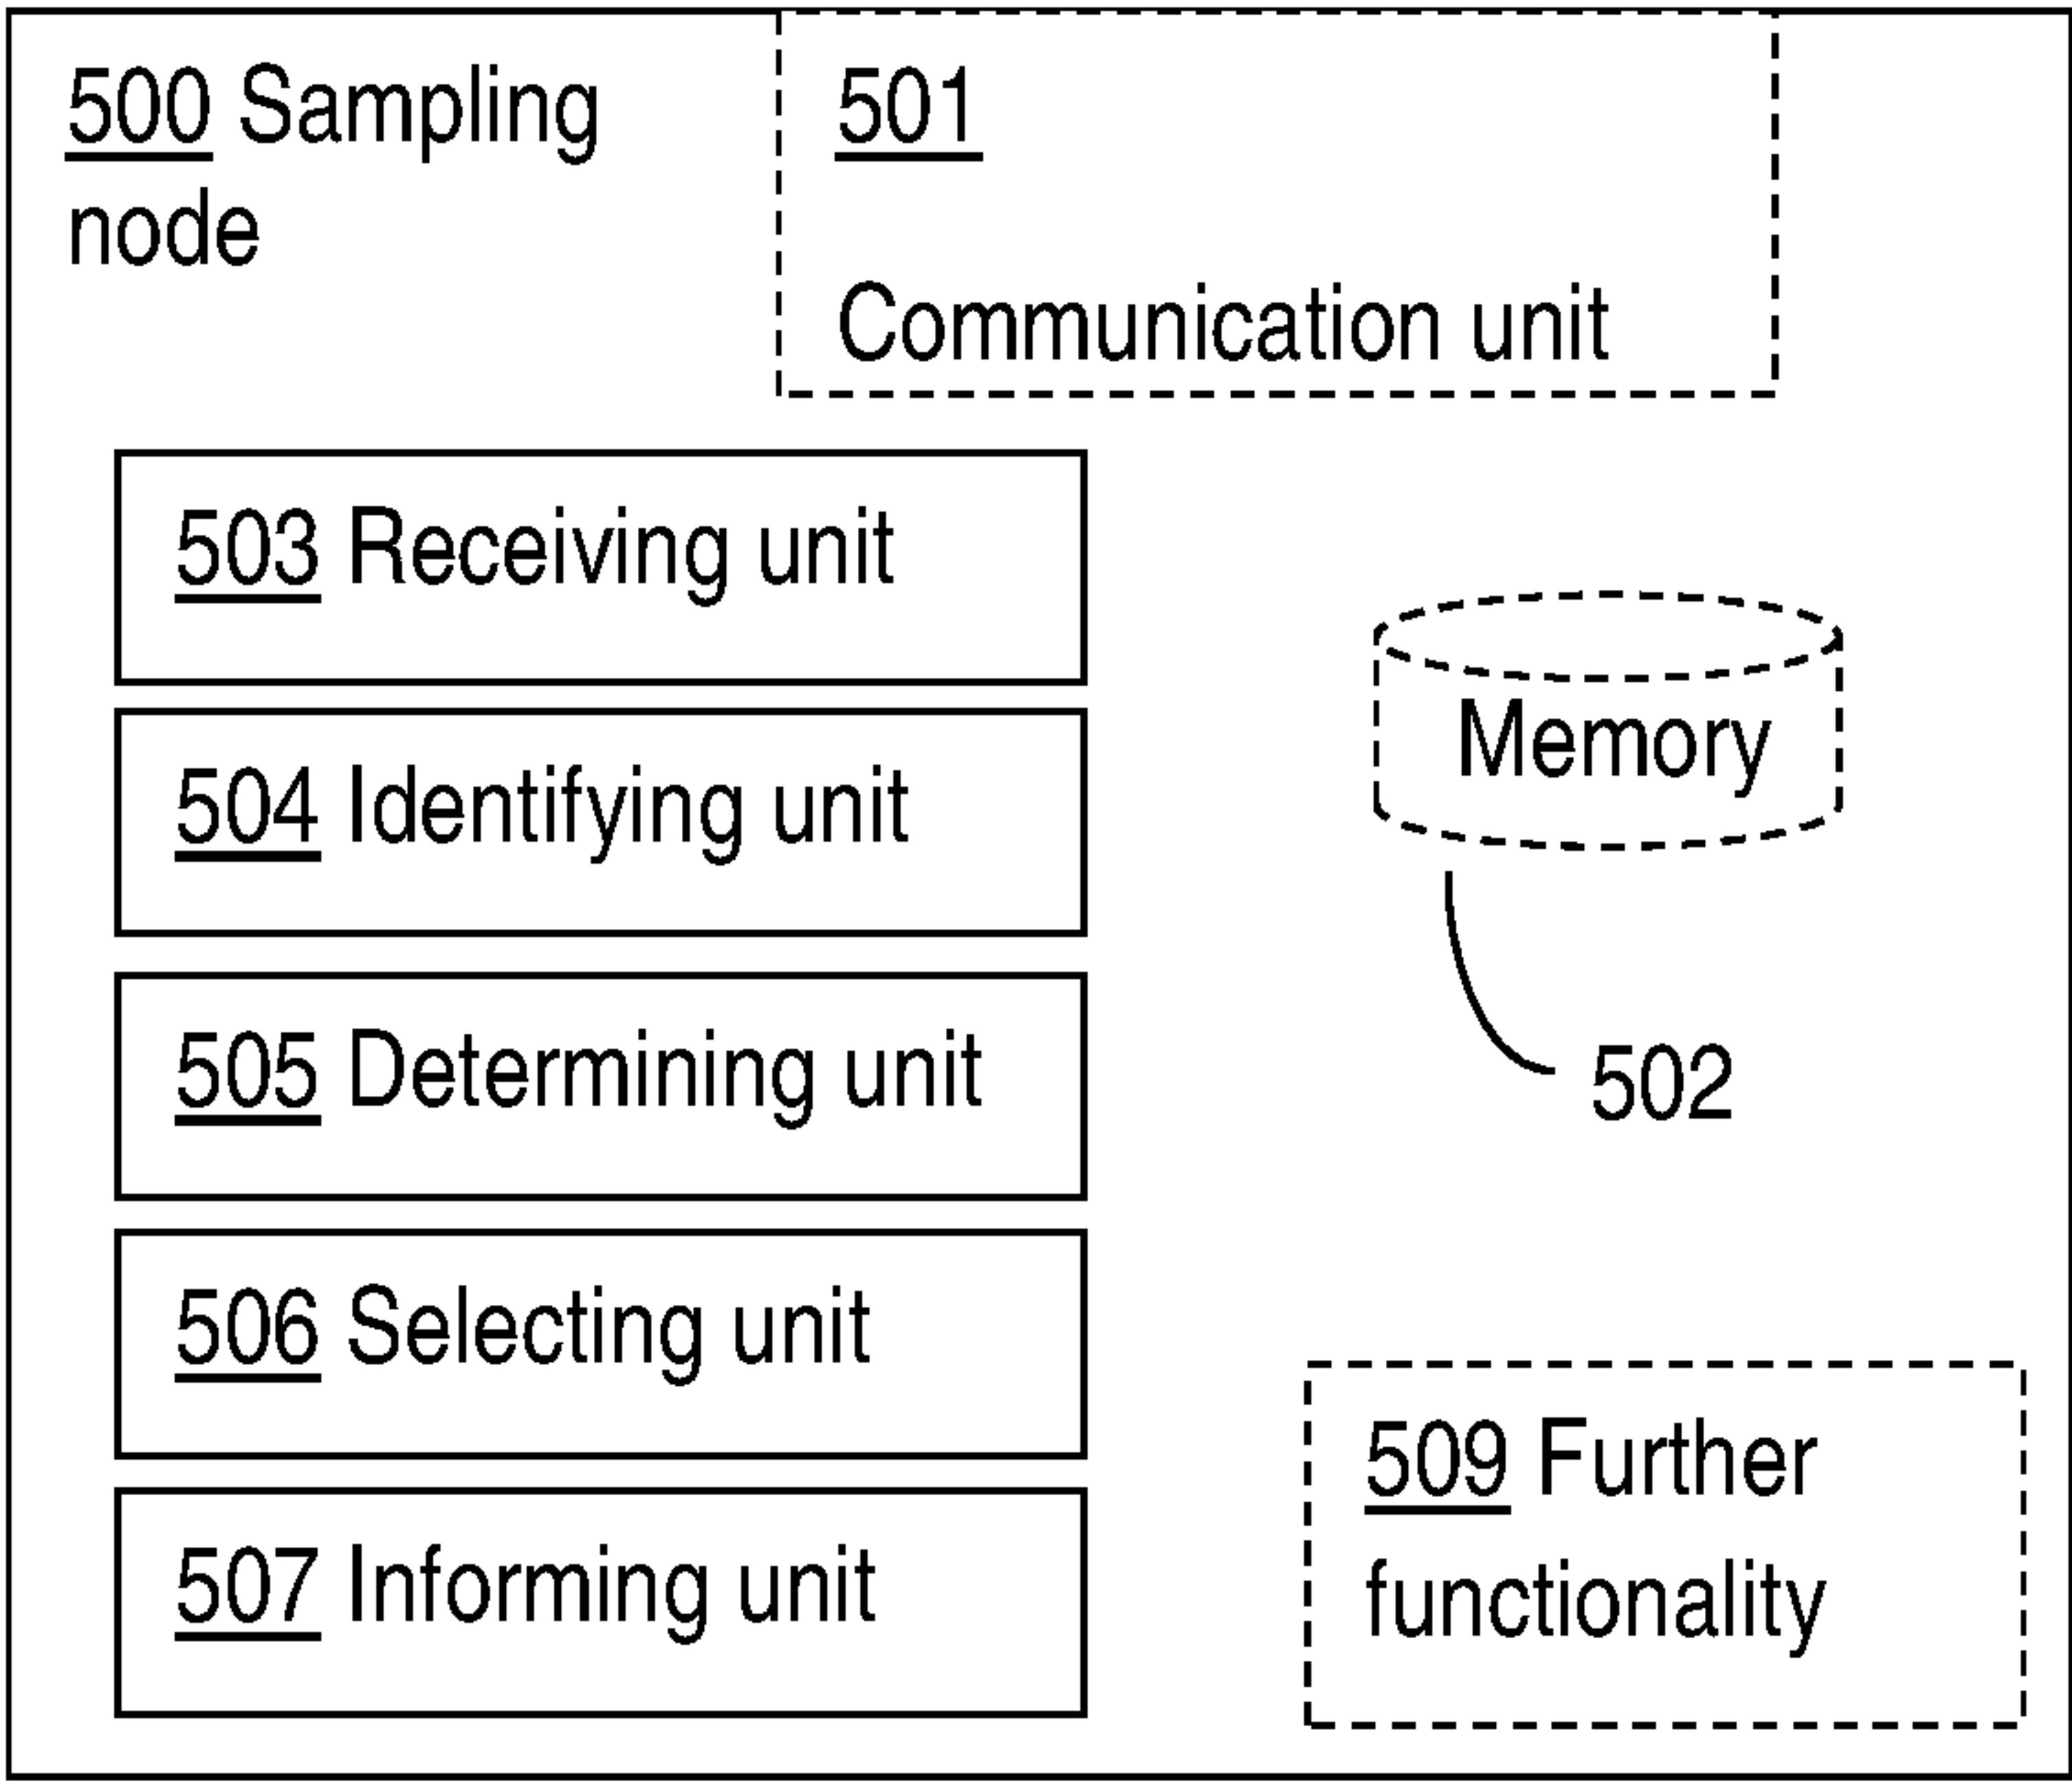 500 Sampling
node
501
Communication unit
503 Receiving unit
504 Identifying unit
Memory
505 Determining unit
502
506 Selecting unit
509 Further
functionality
507 Informing unit